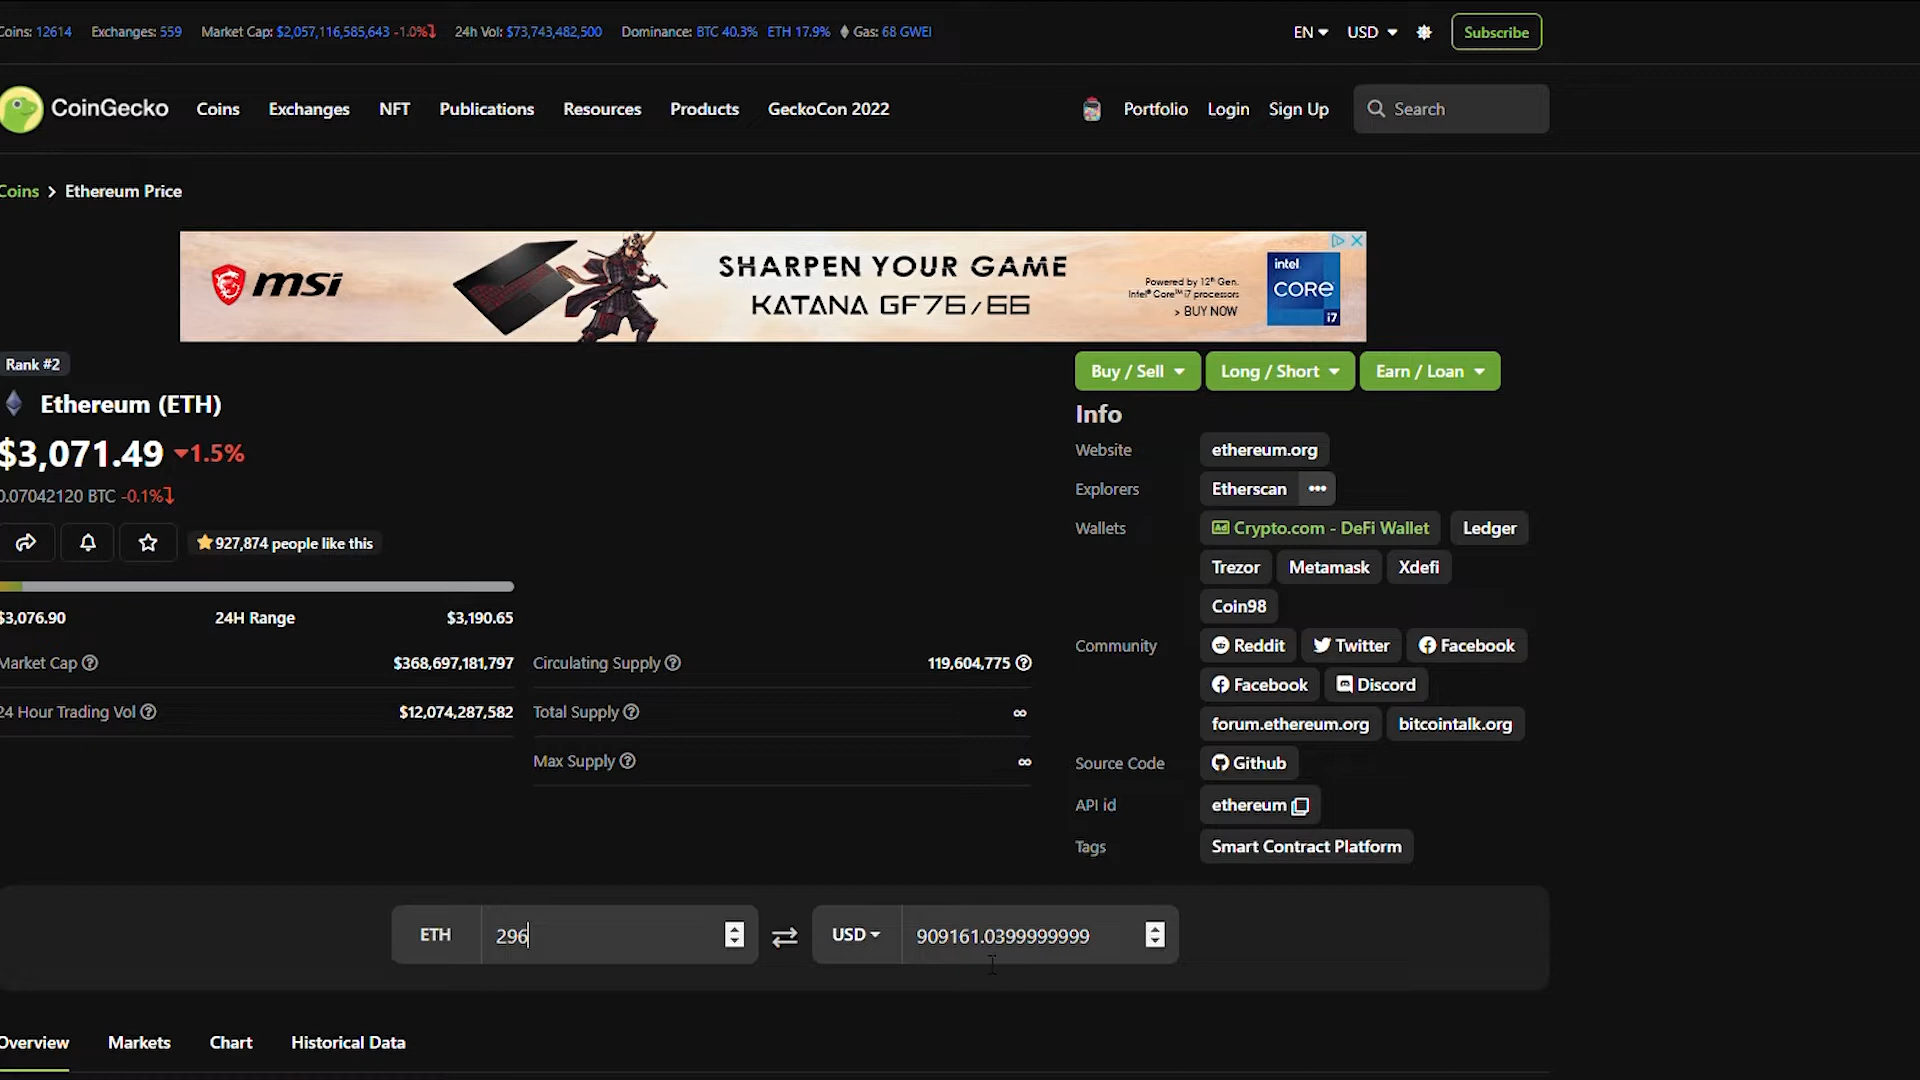 Coins: 12614 Exchanges: 559 Market Cap: $2,057,116,585,643 -1.0% 24h Vol: $73,743,482,500 Dominance: BTC 40.3% ETH 17.9% Gas: 68 GWEI EN USD Subscribe
CoinGecko Coins Exchanges NFT Publications Resources Products GeckoCon 2022 Portfolio Login Sign Up Search
Coins > Ethereum Price
msi
SHARPEN YOUR GAME
KATANA GF76/66
Powered by 12th Gen.
Intel® Core™ i7 processors
> BUY NOW
intel
CORE
i7
Rank #2
Ethereum (ETH)
$3,071.49 1.5%
0.07042120 BTC -0.1%
927,874 people like this
$3,076.90 24H Range $3,190.65
Market Cap $368,697,181,797
24 Hour Trading Vol $12,074,287,582
Circulating Supply 119,604,775
Total Supply ∞
Max Supply ∞
Buy / Sell Long / Short Earn / Loan
Info
Website ethereum.org
Explorers Etherscan •••
Wallets Ad Crypto.com - DeFi Wallet Ledger
Trezor Metamask Xdefi
Coin98
Community Reddit Twitter Facebook
Facebook Discord
forum.ethereum.org bitcointalk.org
Source Code Github
API id ethereum
Tags Smart Contract Platform
ETH 296 USD 909161.0399999999
Overview Markets Chart Historical Data